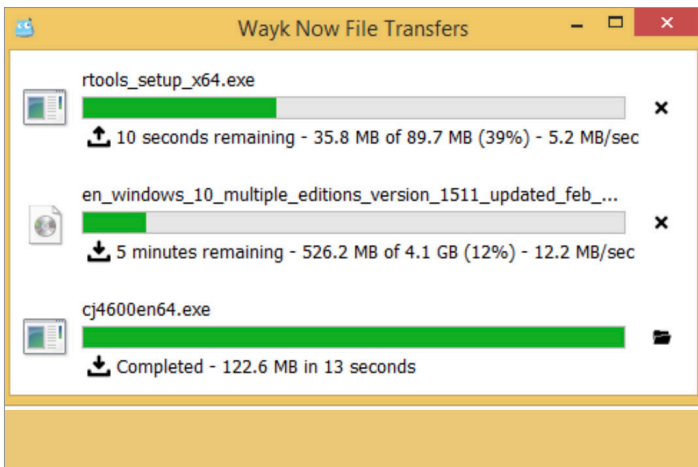 Wayk Now File Transfers
rtools_setup_x64.exe
10 seconds remaining - 35.8 MB of 89.7 MB (39%) - 5.2 MB/sec
en_windows_10_multiple_editions_version_1511_updated_feb_...
5 minutes remaining - 526.2 MB of 4.1 GB (12%) - 12.2 MB/sec
cj4600en64.exe
Completed - 122.6 MB in 13 seconds